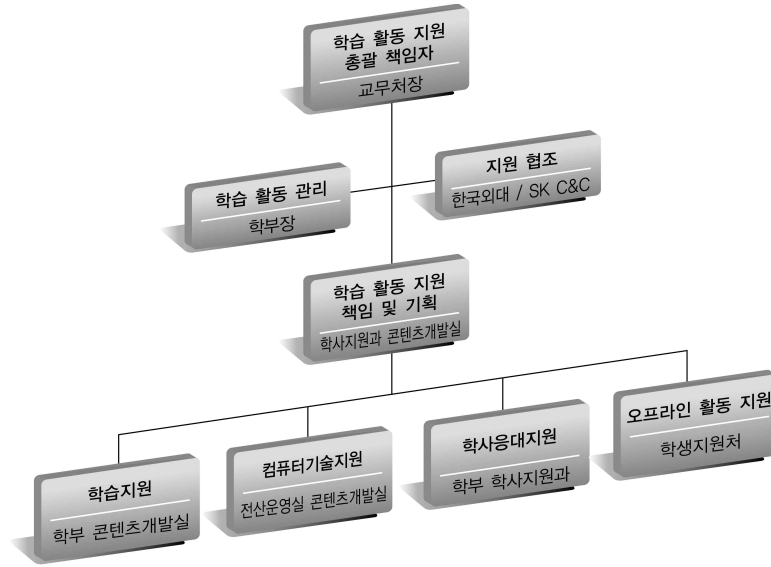 학습 활동 지원
총괄 책임자
교무처장
학습 활동 관리
학부장
지원 협조
한국외대 / SK C&C
학습 활동 지원
책임 및 기획
학사지원과 콘텐츠개발실
학습지원
학부 콘텐츠개발실
컴퓨터기술지원
전산운영실 콘텐츠개발실
학사응대지원
학부 학사지원과
오프라인 활동 지원
학생지원처